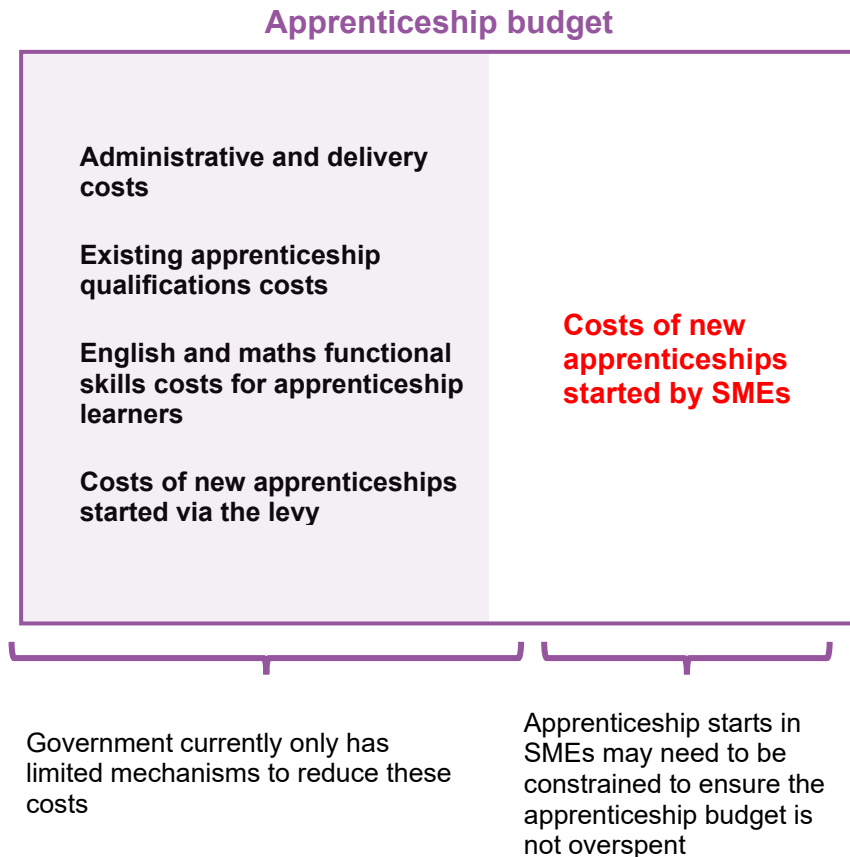 Apprenticeship budget
Administrative and delivery
costs
Existing apprenticeship
qualifications costs
English and maths functional
skills costs for apprenticeship
learners
Costs of new apprenticeships
started via the levy
Costs of new
apprenticeships
started by SMEs
Government currently only has
limited mechanisms to reduce these
costs
Apprenticeship starts in
SMEs may need to be
constrained to ensure the
apprenticeship budget is
not overspent